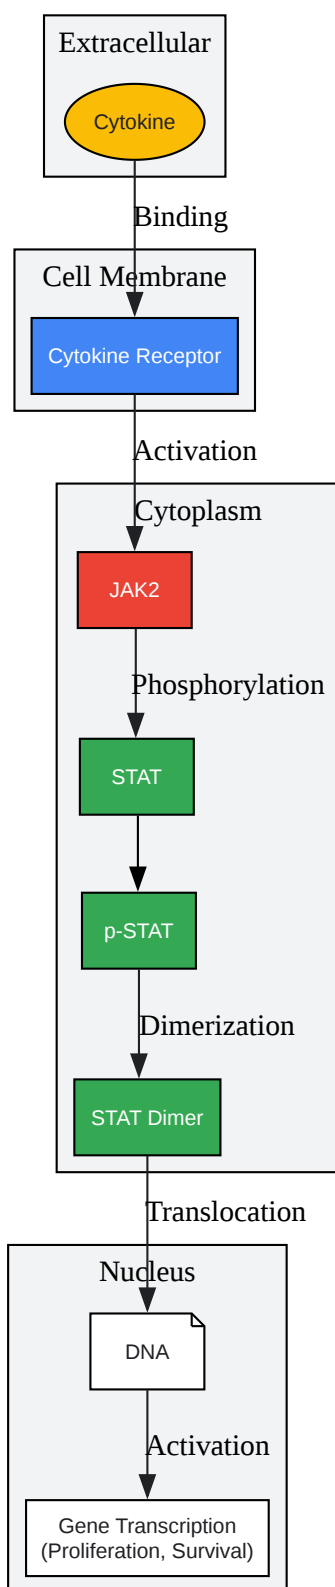 Extracellular
Cytokine
Binding
Cell Membrane
Cytokine Receptor
Activation
Cytoplasm
JAK2
Phosphorylation
STAT
p-STAT
Dimerization
STAT Dimer
Translocation
Nucleus
DNA
Activation
Gene Transcription
(Proliferation, Survival)